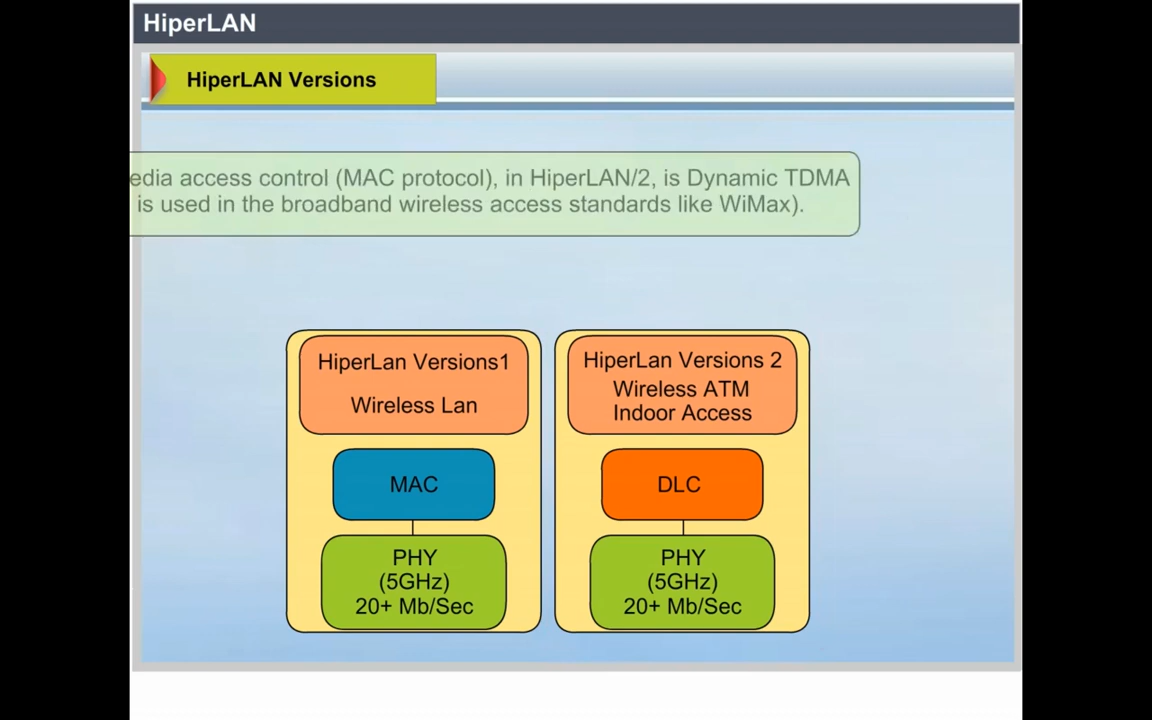 HiperLAN
HiperLAN Versions
edia access control (MAC protocol), in HiperLAN/2, is Dynamic TDMA
is used in the broadband wireless access standards like WiMax).
HiperLan Versions1
Wireless Lan
MAC
PHY
(5GHz)
20+ Mb/Sec
HiperLan Versions 2
Wireless ATM
Indoor Access
DLC
PHY
(5GHz)
20+ Mb/Sec